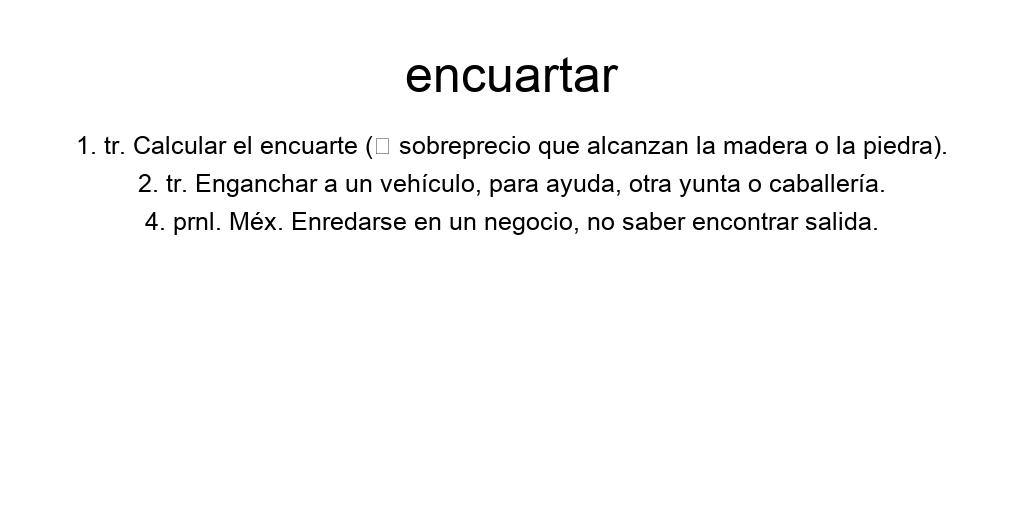 encuartar
1. tr. Calcular el encuarte (□ sobreprecio que alcanzan la madera o la piedra).
2. tr. Enganchar a un vehículo, para ayuda, otra yunta o caballería.
4. prnl. Méx. Enredarse en un negocio, no saber encontrar salida.